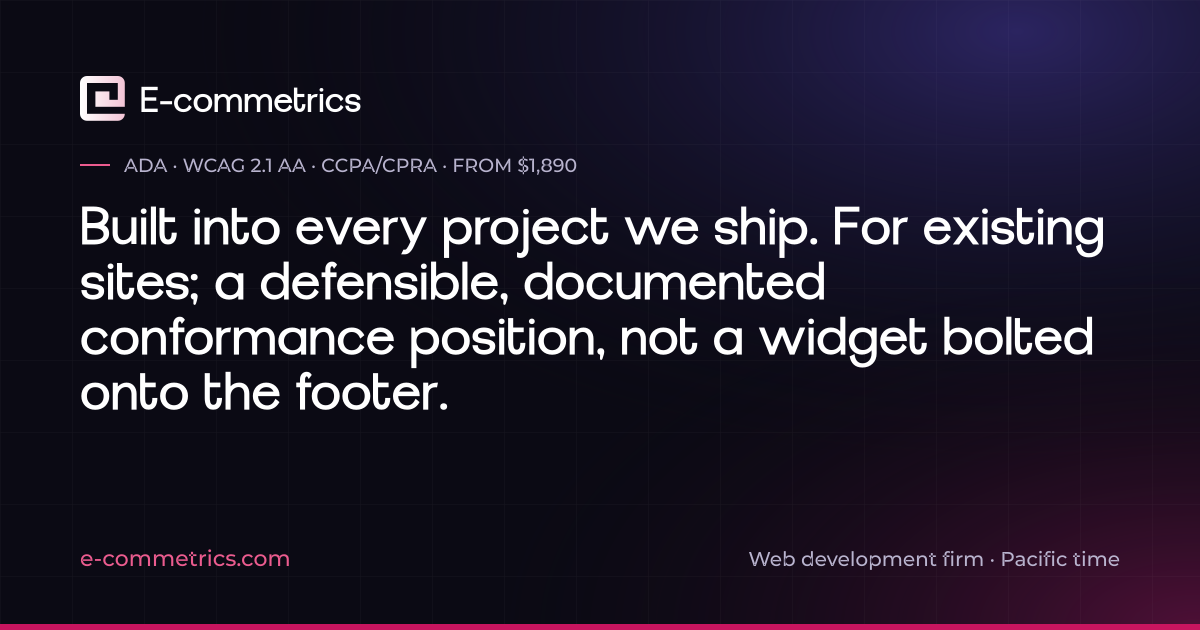 E-commetrics
ADA · WCAG 2.1 AA · CCPA/CPRA · FROM $1,890
Built into every project we ship. For existing
sites; a defensible, documented
conformance position, not a widget bolted
onto the footer.
e-commetrics.com
Web development firm · Pacific time